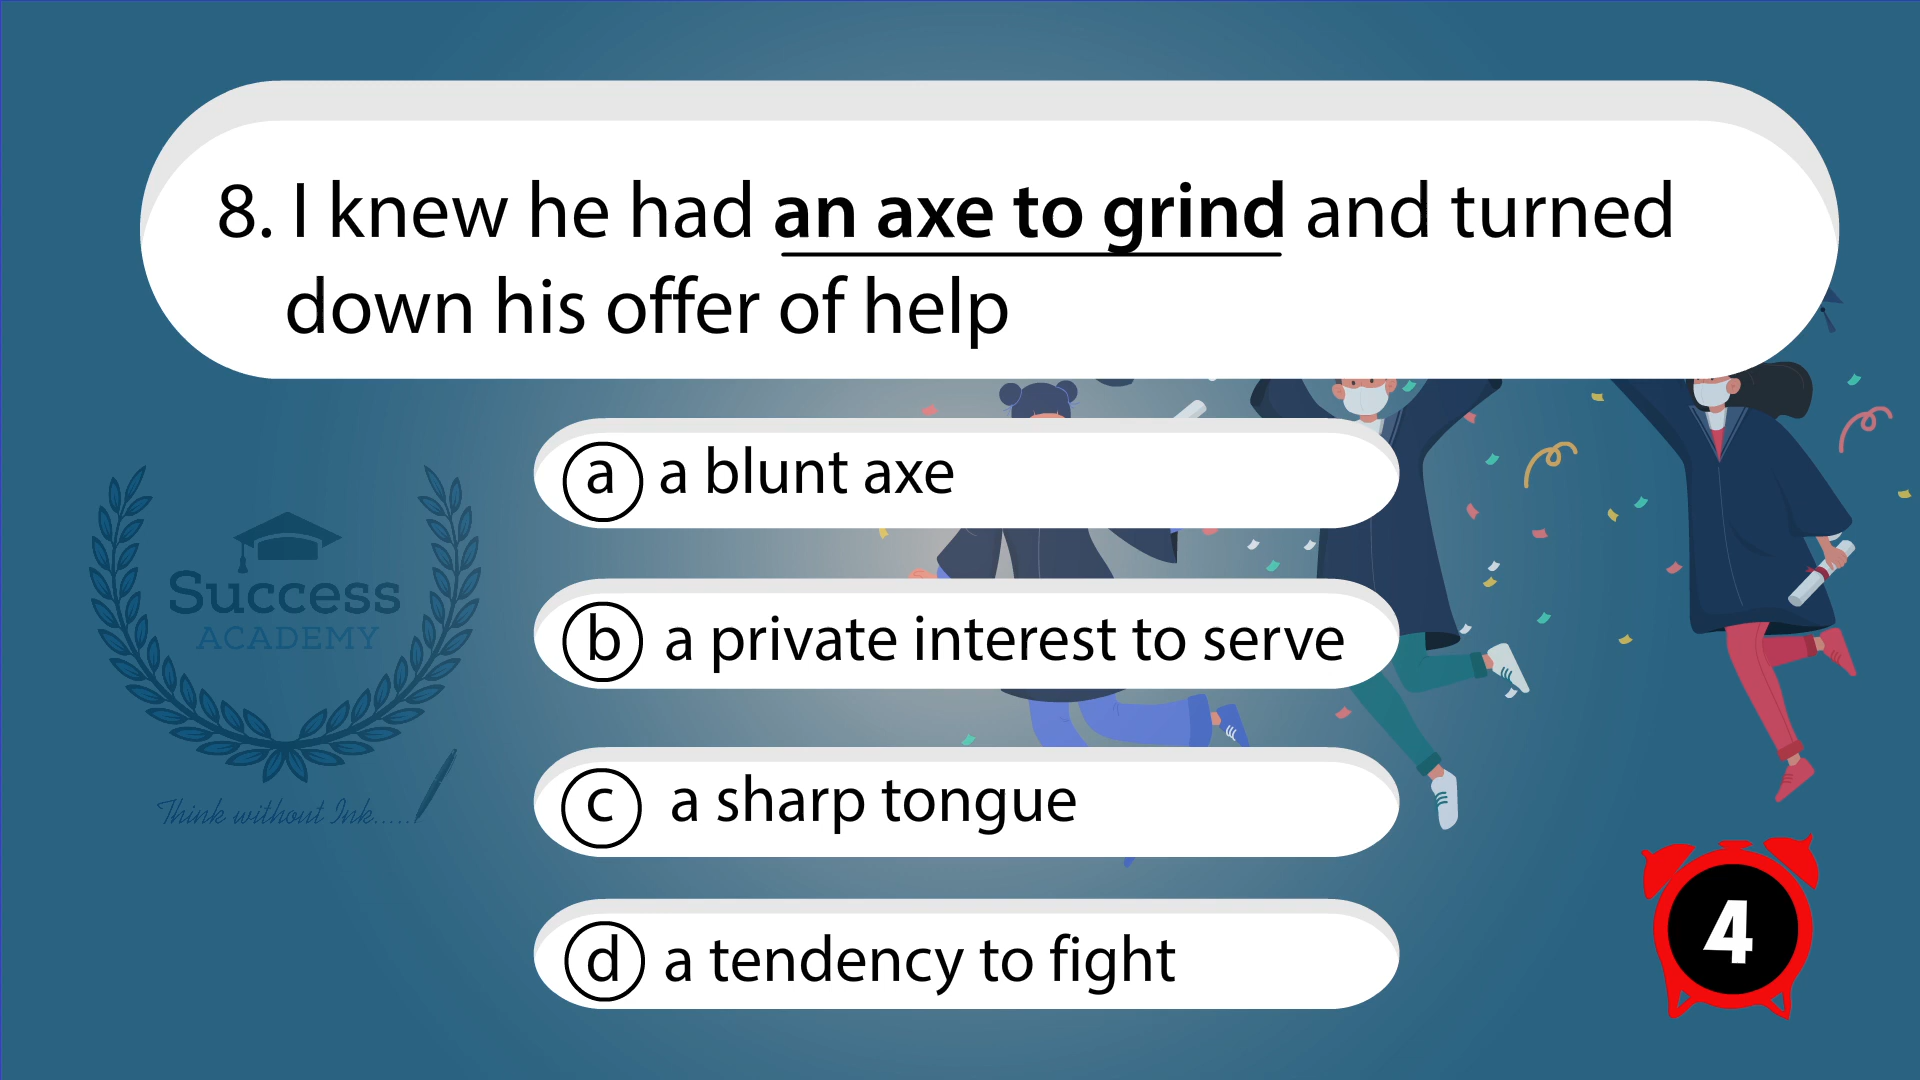 8. I knew he had an axe to grind and turned
down his offer of help
a a blunt axe
b a private interest to serve
c a sharp tongue
d a tendency to fight
Success
ACADEMY
Think without Ink.....
4